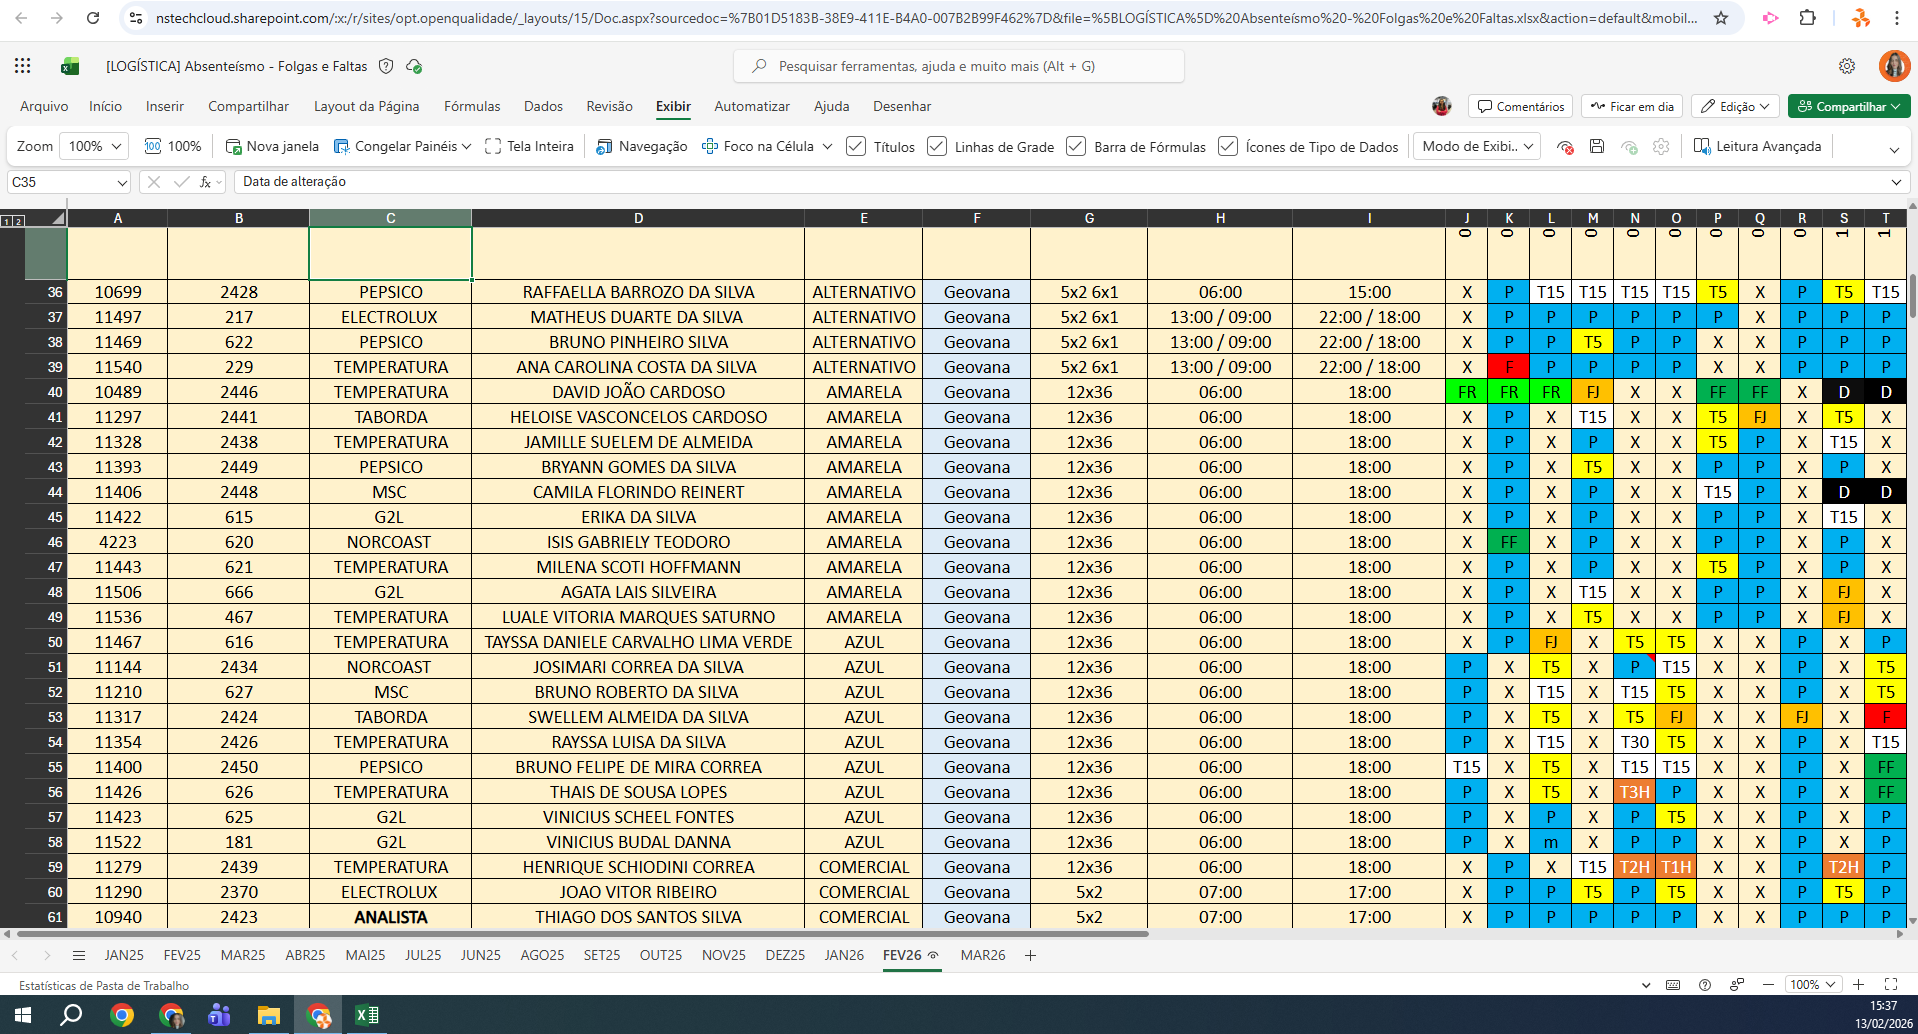 nstechcloud.sharepoint.com/:x:/r/sites/opt.openqualidade/_layouts/15/Doc.aspx?sourcedoc=%7B01D5183B-38E9-411E-B4A0-007B2B99F462%7D&file=%5BLOGÍSTICA%5D%20Absenteísmo%20-%20Folgas%20e%20Faltas.xlsx&action=default&mobil...
[LOGÍSTICA] Absenteísmo - Folgas e Faltas
Pesquisar ferramentas, ajuda e muito mais (Alt + G)
Arquivo Início Inserir Compartilhar Layout da Página Fórmulas Dados Revisão Exibir Automatizar Ajuda Desenhar Comentários Ficar em dia Edição Compartilhar
Zoom 100% 100% Nova janela Congelar Painéis Tela Inteira Navegação Foco na Célula Títulos Linhas de Grade Barra de Fórmulas Ícones de Tipo de Dados Modo de Exibi.. Leitura Avançada
C35 fx Data de alteração
1 2 A B C D E F G H I J K L M N O P Q R S T
0 0 0 0 0 0 0 0 0 1 1
36 10699 2428 PEPSICO RAFFAELLA BARROZO DA SILVA ALTERNATIVO Geovana 5x2 6x1 06:00 15:00 X P T15 T15 T15 T15 T5 X P T5 T15
37 11497 217 ELECTROLUX MATHEUS DUARTE DA SILVA ALTERNATIVO Geovana 5x2 6x1 13:00 / 09:00 22:00 / 18:00 X P P P P P P X P P P
38 11469 622 PEPSICO BRUNO PINHEIRO SILVA ALTERNATIVO Geovana 5x2 6x1 13:00 / 09:00 22:00 / 18:00 X P P T5 P P X X P P P
39 11540 229 TEMPERATURA ANA CAROLINA COSTA DA SILVA ALTERNATIVO Geovana 5x2 6x1 13:00 / 09:00 22:00 / 18:00 X F P P P P X X P P P
40 10489 2446 TEMPERATURA DAVID JOÃO CARDOSO AMARELA Geovana 12x36 06:00 18:00 FR FR FR FJ X X FF FF X D D
41 11297 2441 TABORDA HELOISE VASCONCELOS CARDOSO AMARELA Geovana 12x36 06:00 18:00 X P X T15 X X T5 FJ X T5 X
42 11328 2438 TEMPERATURA JAMILLE SUELEM DE ALMEIDA AMARELA Geovana 12x36 06:00 18:00 X P X P X X T5 P X T15 X
43 11393 2449 PEPSICO BRYANN GOMES DA SILVA AMARELA Geovana 12x36 06:00 18:00 X P X T5 X X P P X P X
44 11406 2448 MSC CAMILA FLORINDO REINERT AMARELA Geovana 12x36 06:00 18:00 X P X P X X T15 P X D D
45 11422 615 G2L ERIKA DA SILVA AMARELA Geovana 12x36 06:00 18:00 X P X P X X P P X T15 X
46 4223 620 NORCOAST ISIS GABRIELY TEODORO AMARELA Geovana 12x36 06:00 18:00 X FF X P X X P P X P X
47 11443 621 TEMPERATURA MILENA SCOTI HOFFMANN AMARELA Geovana 12x36 06:00 18:00 X P X P X X T5 P X P X
48 11506 666 G2L AGATA LAIS SILVEIRA AMARELA Geovana 12x36 06:00 18:00 X P X T15 X X P P X FJ X
49 11536 467 TEMPERATURA LUALE VITORIA MARQUES SATURNO AMARELA Geovana 12x36 06:00 18:00 X P X T5 X X P P X FJ X
50 11467 616 TEMPERATURA TAYSSA DANIELE CARVALHO LIMA VERDE AZUL Geovana 12x36 06:00 18:00 X P FJ X T5 T5 X X P X P
51 11144 2434 NORCOAST JOSIMARI CORREA DA SILVA AZUL Geovana 12x36 06:00 18:00 P X T5 X P T15 X X P X T5
52 11210 627 MSC BRUNO ROBERTO DA SILVA AZUL Geovana 12x36 06:00 18:00 P X T15 X T15 T5 X X P X T5
53 11317 2424 TABORDA SWELLEM ALMEIDA DA SILVA AZUL Geovana 12x36 06:00 18:00 P X T5 X T5 FJ X X FJ X F
54 11354 2426 TEMPERATURA RAYSSA LUISA DA SILVA AZUL Geovana 12x36 06:00 18:00 P X T15 X T30 T5 X X P X T15
55 11400 2450 PEPSICO BRUNO FELIPE DE MIRA CORREA AZUL Geovana 12x36 06:00 18:00 T15 X T5 X T15 T15 X X P X FF
56 11426 626 TEMPERATURA THAIS DE SOUSA LOPES AZUL Geovana 12x36 06:00 18:00 P X T5 X T3H P X X P X FF
57 11423 625 G2L VINICIUS SCHEEL FONTES AZUL Geovana 12x36 06:00 18:00 P X P X P T5 X X P X P
58 11522 181 G2L VINICIUS BUDAL DANNA AZUL Geovana 12x36 06:00 18:00 P X m X P P X X P X P
59 11279 2439 TEMPERATURA HENRIQUE SCHIODINI CORREA COMERCIAL Geovana 12x36 06:00 18:00 X P X T15 T2H T1H X X P T2H P
60 11290 2370 ELECTROLUX JOAO VITOR RIBEIRO COMERCIAL Geovana 5x2 07:00 17:00 X P P T5 P T5 X X P T5 P
61 10940 2423 ANALISTA THIAGO DOS SANTOS SILVA COMERCIAL Geovana 5x2 07:00 17:00 X P P P P P X X P P P
JAN25 FEV25 MAR25 ABR25 MAI25 JUL25 JUN25 AGO25 SET25 OUT25 NOV25 DEZ25 JAN26 FEV26 MAR26
Estatísticas de Pasta de Trabalho 100%
15:37
13/02/2026